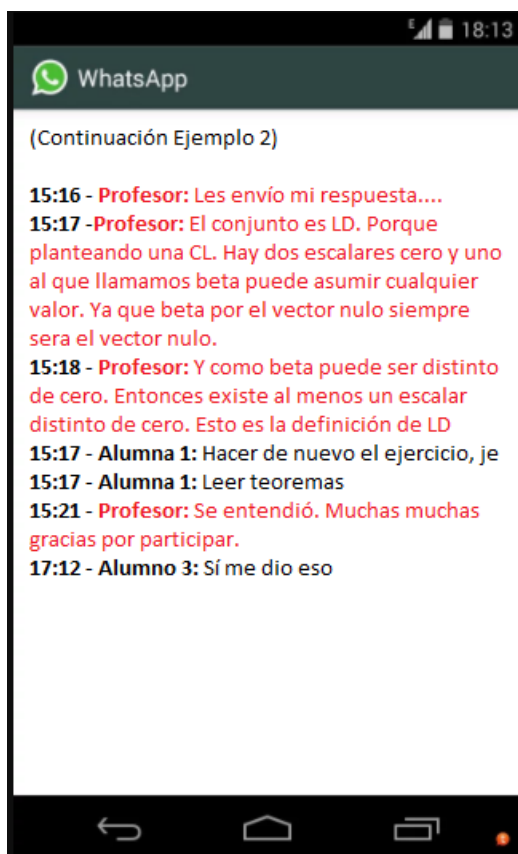 E 18:13
WhatsApp
(Continuación Ejemplo 2)
15:16 - Profesor: Les envío mi respuesta....
15:17 -Profesor: El conjunto es LD. Porque
planteando una CL. Hay dos escalares cero y uno
al que llamamos beta puede asumir cualquier
valor. Ya que beta por el vector nulo siempre
sera el vector nulo.
15:18 - Profesor: Y como beta puede ser distinto
de cero. Entonces existe al menos un escalar
distinto de cero. Esto es la definición de LD
15:17 - Alumna 1: Hacer de nuevo el ejercicio, je
15:17 - Alumna 1: Leer teoremas
15:21 - Profesor: Se entendió. Muchas muchas
gracias por participar.
17:12 - Alumno 3: Sí me dio eso